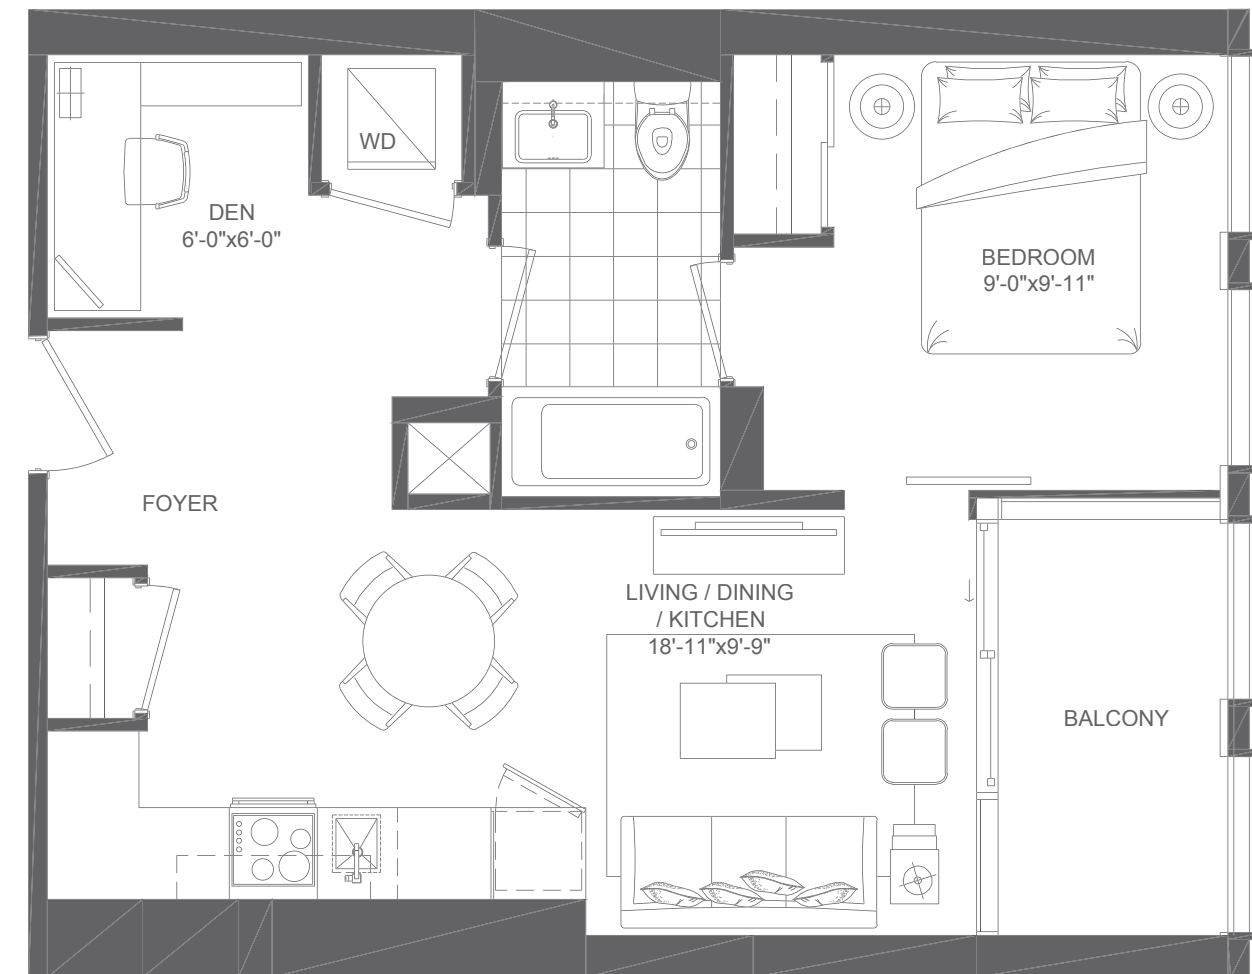 WD
DEN
6'-0"x6'-0"
BEDROOM
9'-0"x9'-11"
FOYER
LIVING / DINING
/ KITCHEN
18'-11"x9'-9"
BALCONY